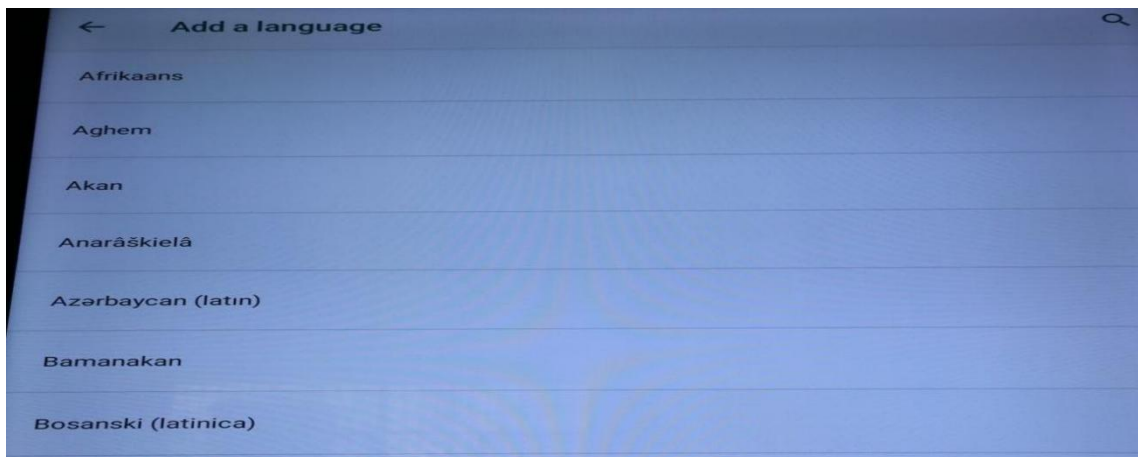 Add a language
Afrikaans
Aghem
Akan
Anarâškielâ
Azərbaycan (latın)
Bamanakan
Bosanski (latinica)